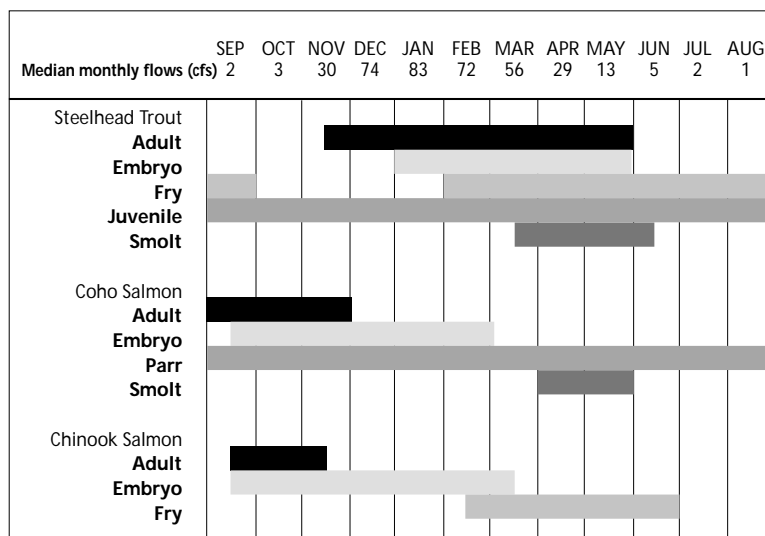 SEP OCT NOV DEC JAN FEB MAR APR MAY JUN JUL AUG
Median monthly flows (cfs) 2 3 30 74 83 72 56 29 13 5 2 1
Steelhead Trout
Adult
Embryo
Fry
Juvenile
Smolt
Coho Salmon
Adult
Embryo
Parr
Smolt
Chinook Salmon
Adult
Embryo
Fry